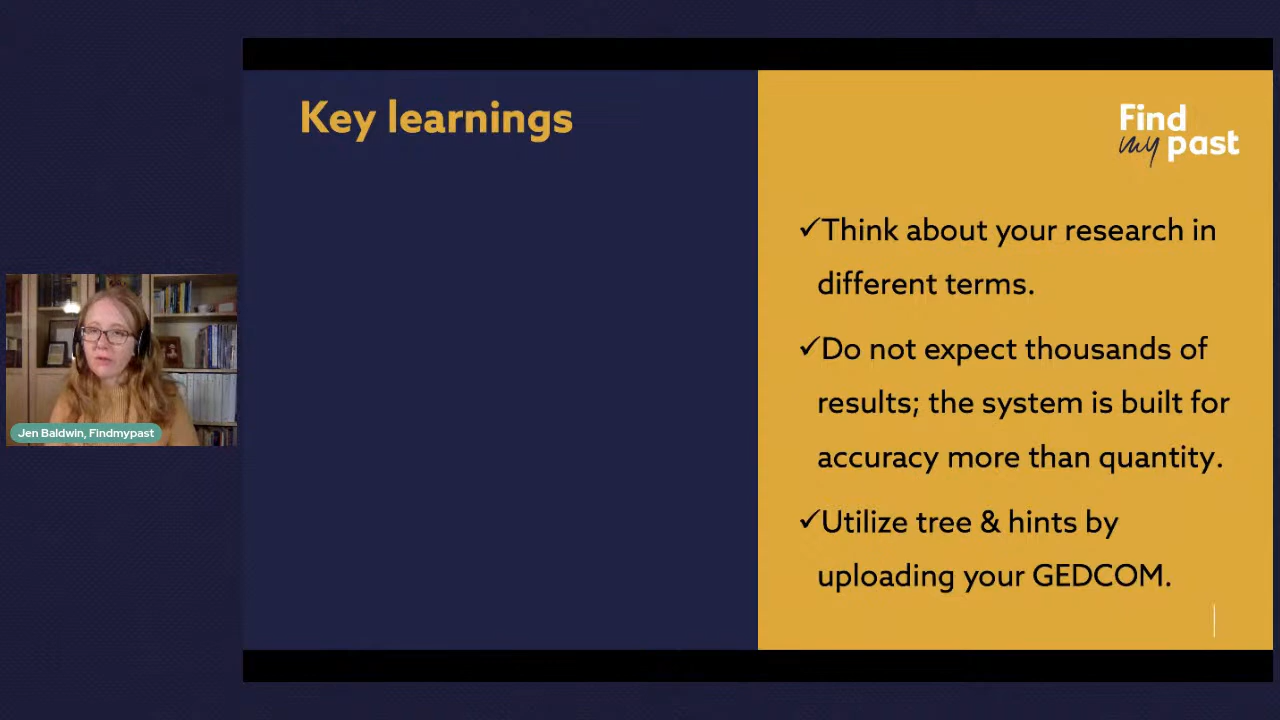 Key learnings
Find
my past
✓Think about your research in
different terms.
✓Do not expect thousands of
results; the system is built for
accuracy more than quantity.
✓Utilize tree & hints by
uploading your GEDCOM.
Jen Baldwin, Findmypast